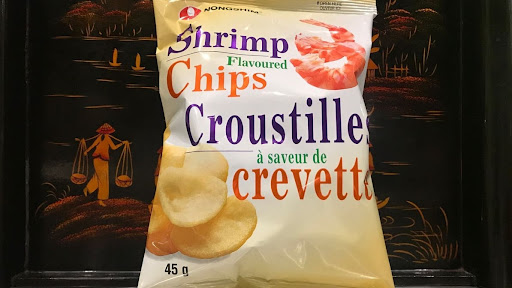 NONGSHIM
Shrimp
Flavoured
Chips
Croustilles
à saveur de
crevette
45 g